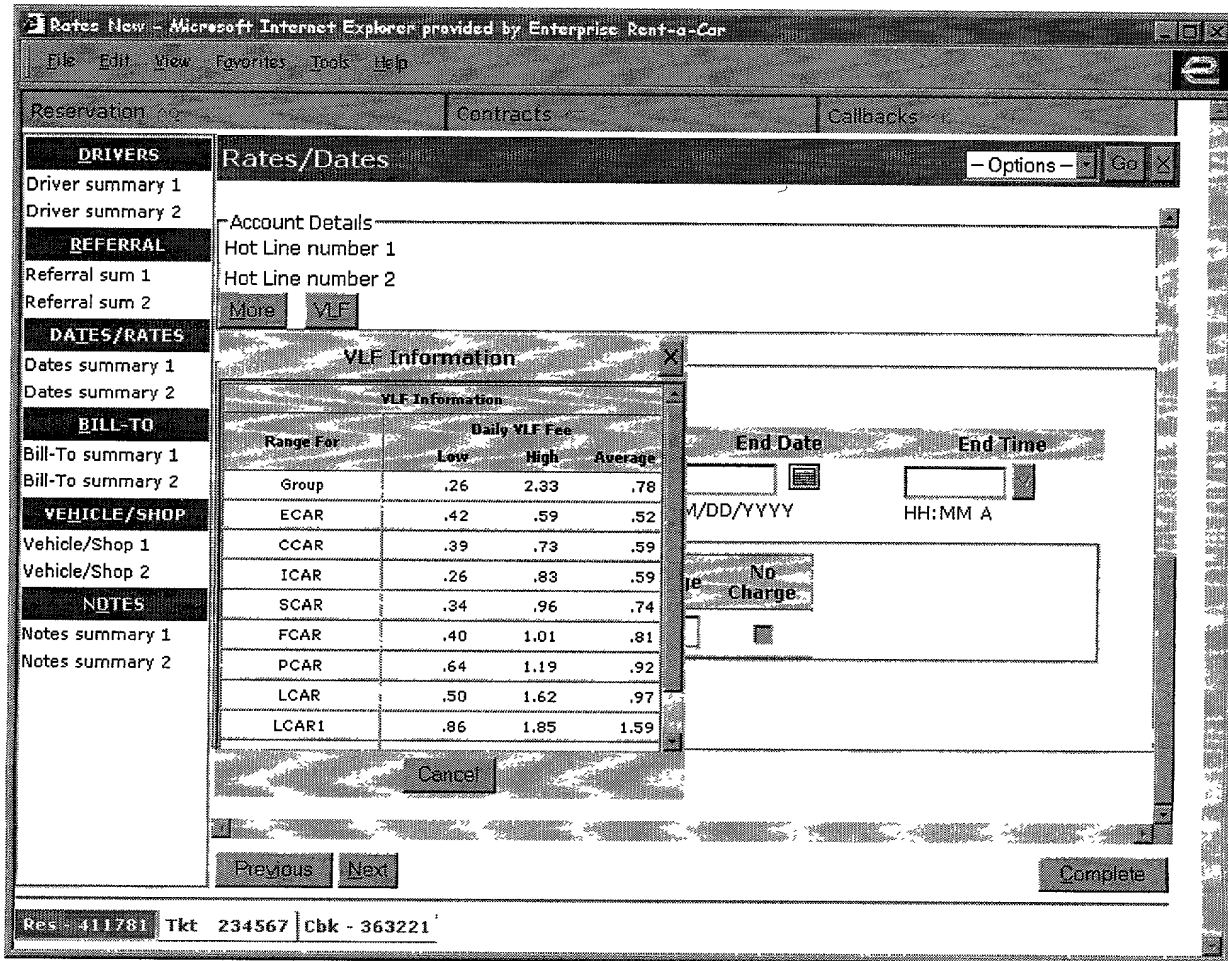 Rates New - Microsoft Internet Explorer provided by Enterprise Rent-a-Car
File Edit View Favorites Tools Help
Reservation Contracts Callbacks
DRIVERS
Driver summary 1
Driver summary 2
REFERRAL
Referral sum 1
Referral sum 2
DATES/RATES
Dates summary 1
Dates summary 2
BILL-TO
Bill-To summary 1
Bill-To summary 2
VEHICLE/SHOP
Vehicle/Shop 1
Vehicle/Shop 2
NOTES
Notes summary 1
Notes summary 2
Rates/Dates
– Options – Go X
Account Details
Hot Line number 1
Hot Line number 2
More VLF
VLF Information X
VLF Information
Range For Daily VLF Fee
Low High Average
Group .26 2.33 .78
ECAR .42 .59 .52
CCAR .39 .73 .59
ICAR .26 .83 .59
SCAR .34 .96 .74
FCAR .40 1.01 .81
PCAR .64 1.19 .92
LCAR .50 1.62 .97
LCAR1 .86 1.85 1.59
Cancel
End Date End Time
M/DD/YYYY HH:MM A
ge No
Charge
Previous Next Complete
Res - 411781 Tkt 234567 Cbk - 363221